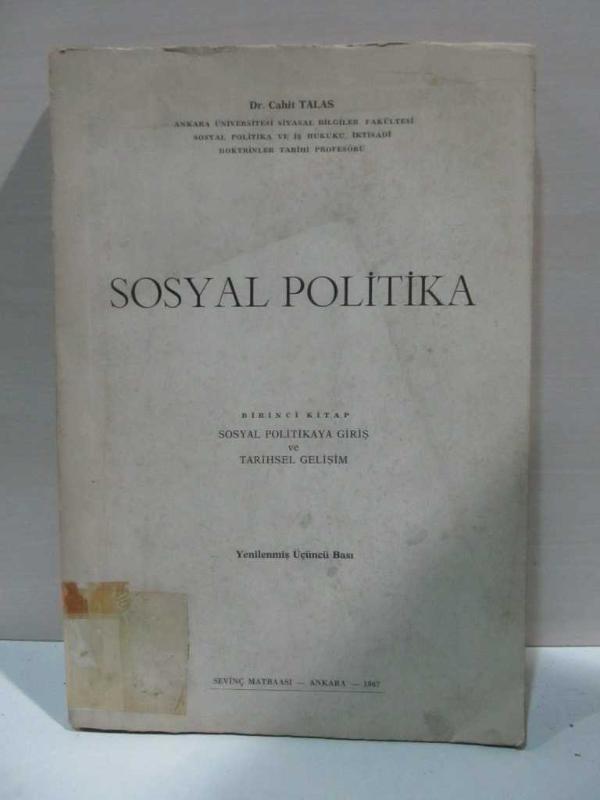 Dr. Cahit TALAS
ANKARA ÜNİVERSİTESİ SİYASAL BİLGİLER FAKÜLTESİ
SOSYAL POLİTİKA VE İŞ HUKUKU, İKTİSADİ
DOKTRİNLER TARİHİ PROFESÖRÜ
SOSYAL POLİTİKA
BİRİNCİ KİTAP
SOSYAL POLİTİKAYA GİRİŞ
ve
TARİHSEL GELİŞİM
Yenilenmiş Üçüncü Bası
SEVİNÇ MATBAASI — ANKARA — 1967